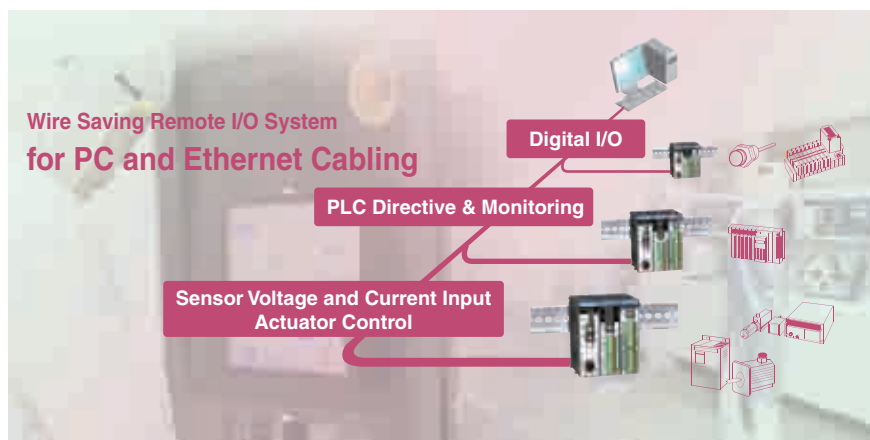 Wire Saving Remote I/O System
for PC and Ethernet Cabling
Digital I/O
PLC Directive & Monitoring
Sensor Voltage and Current Input
Actuator Control